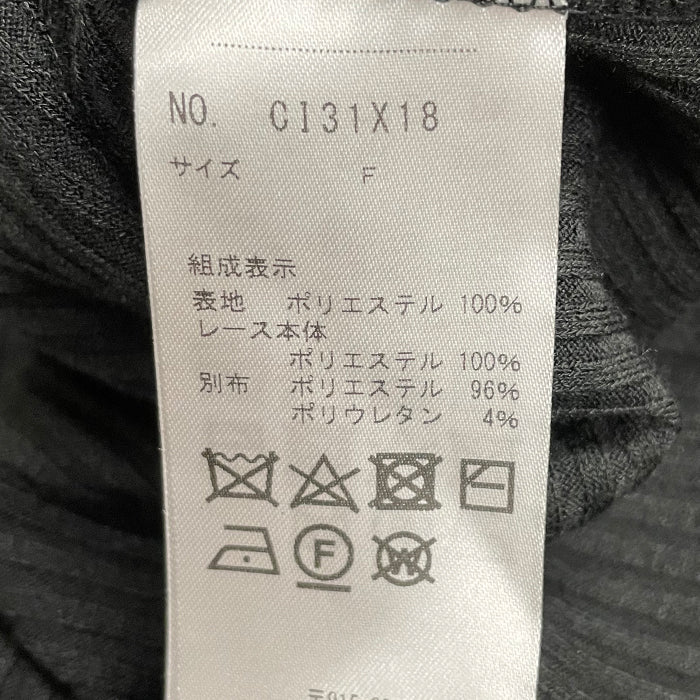 NO. CI31X18
サイズ F
組成表示
表地 ポリエステル 100%
レース本体
ポリエステル 100%
別布 ポリエステル 96%
ポリウレタン 4%
F
W